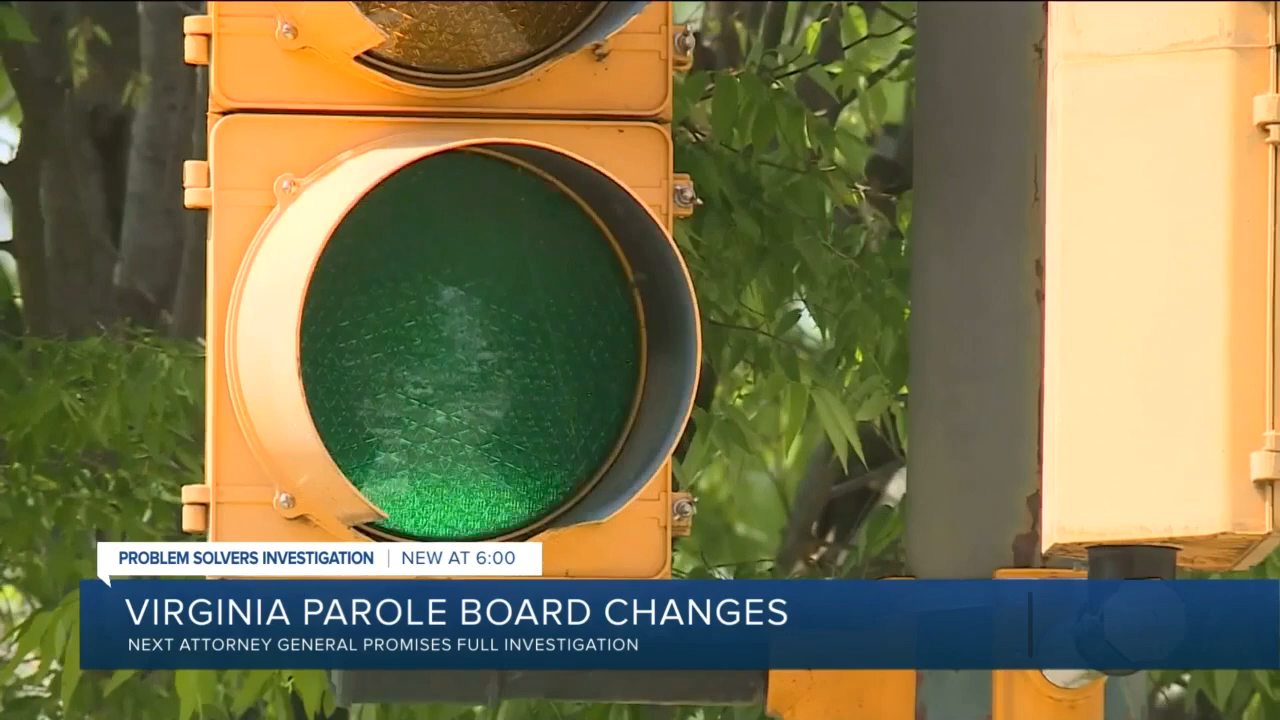 PROBLEM SOLVERS INVESTIGATION | NEW AT 6:00
VIRGINIA PAROLE BOARD CHANGES
NEXT ATTORNEY GENERAL PROMISES FULL INVESTIGATION